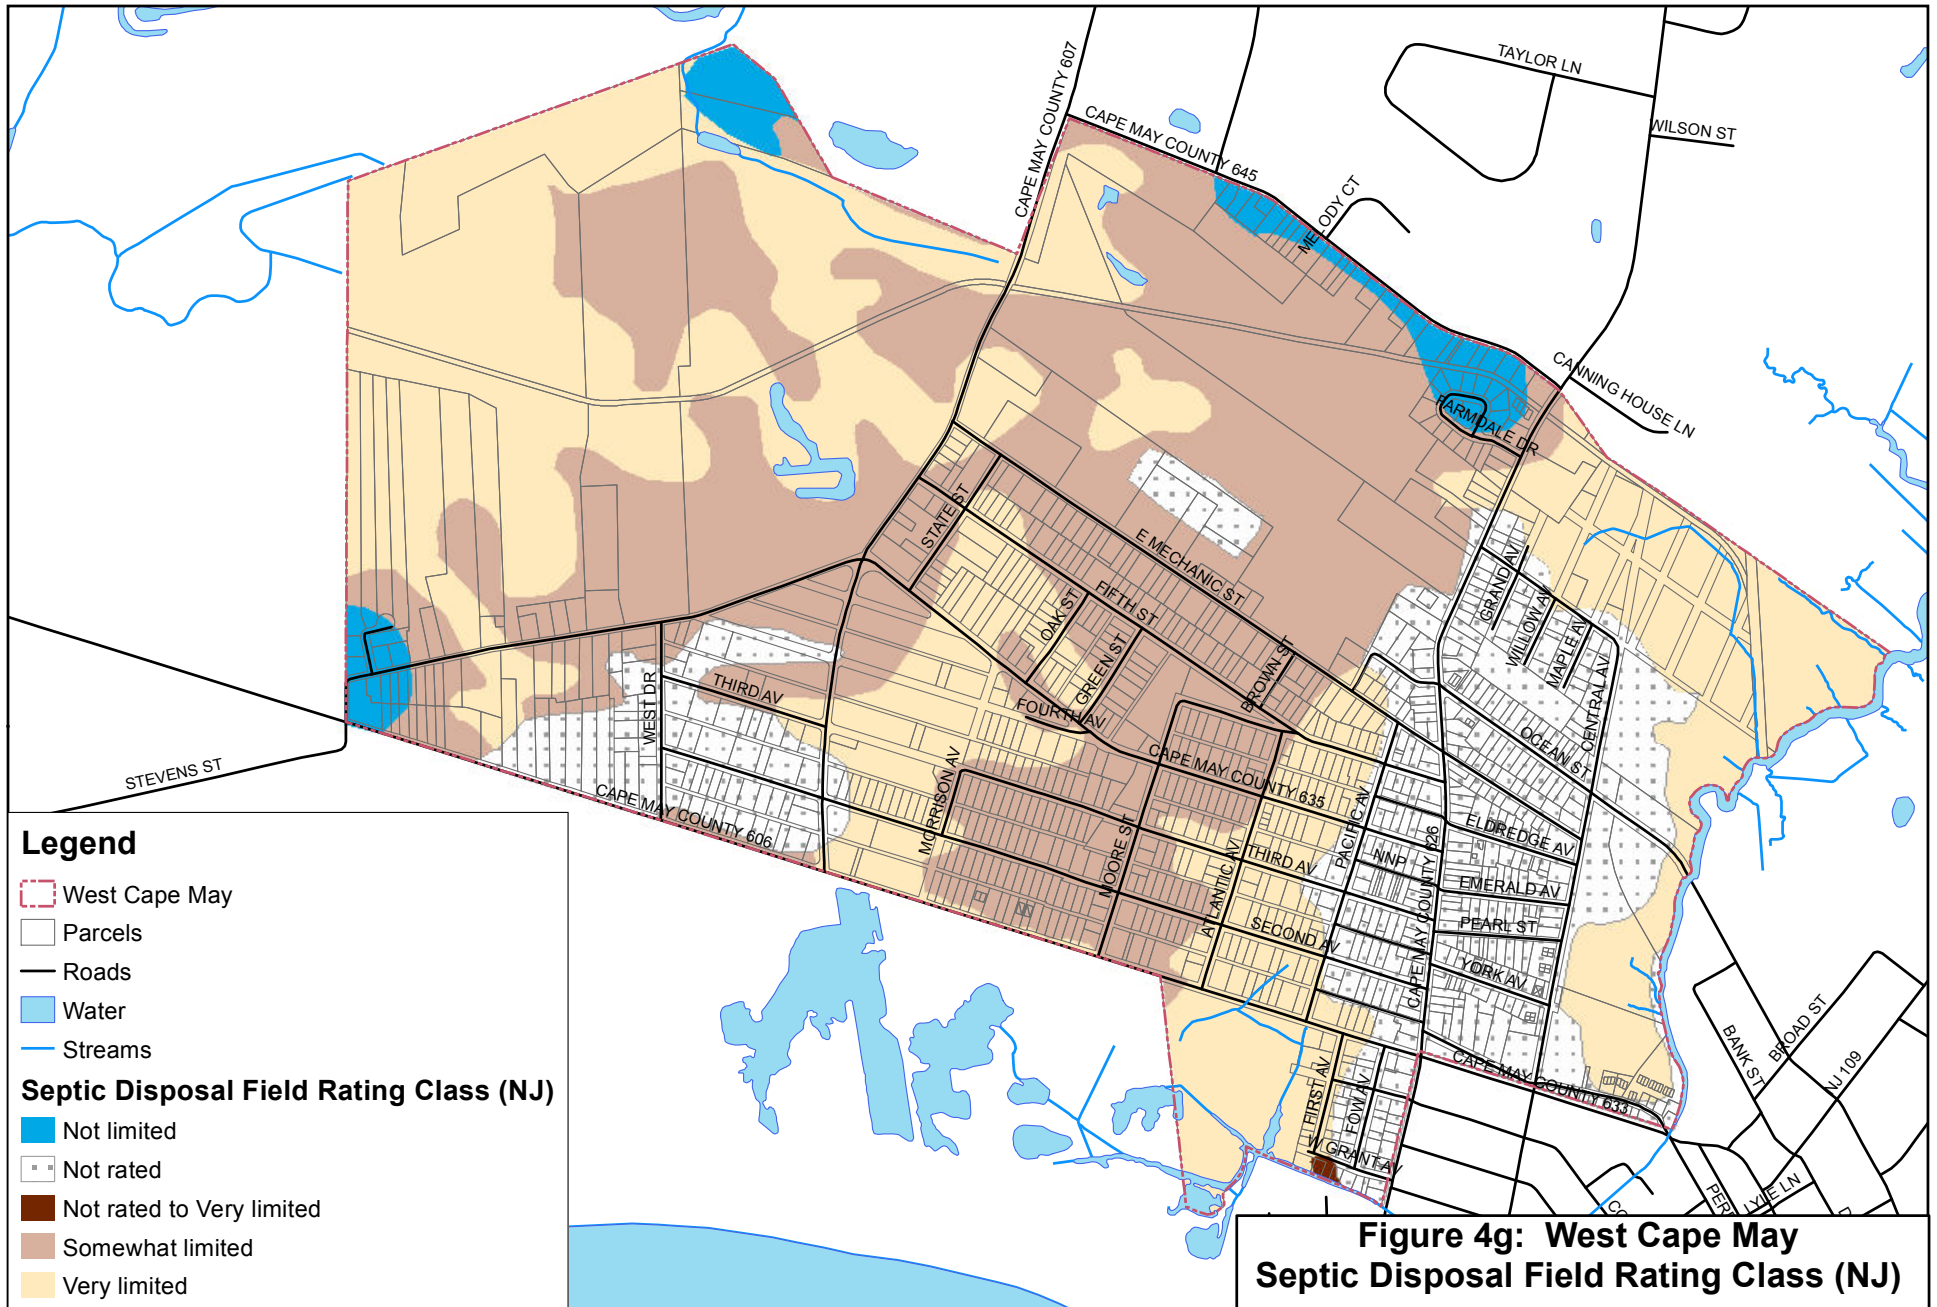 TAYLOR LN
WILSON ST
CAPE MAY COUNTY 607
CAPE MAY COUNTY 645
MELODY CT
CANNING HOUSE LN
FARMDALE DR
STATE ST
E MECHANIC ST
FIFTH ST
OAK ST
GREEN ST
BROWN ST
GRAND AV
WILLOW AV
MAPLE AV
CENTRAL AV
OCEAN ST
WEST DR
THIRD AV
FOURTH AV
CAPE MAY COUNTY 635
STEVENS ST
CAPE MAY COUNTY 606
MORRISON AV
MOORE ST
ATLANTIC AV
THIRD AV
PACIFIC AV
NNP
CAPE MAY COUNTY 626
ELDREDGE AV
EMERALD AV
PEARL ST
SECOND AV
YORK AV
CAPE MAY COUNTY 633
FIRST AV
FOW AV
W GRANT AV
BANK ST
BROAD ST
NJ 109
LYLE LN
PERR
CO
D
Legend
West Cape May
Parcels
Roads
Water
Streams
Septic Disposal Field Rating Class (NJ)
Not limited
Not rated
Not rated to Very limited
Somewhat limited
Very limited
Figure 4g: West Cape May
Septic Disposal Field Rating Class (NJ)